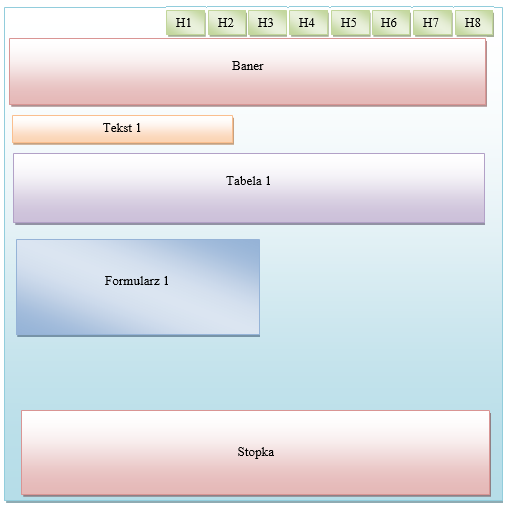 H1 H2 H3 H4 H5 H6 H7 H8
Baner
Tekst 1
Tabela 1
Formularz 1
Stopka